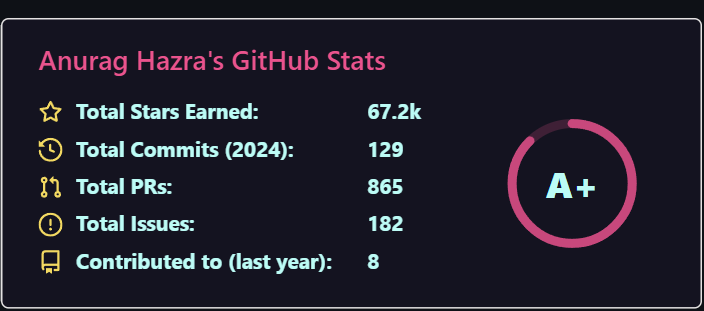 Anurag Hazra's GitHub Stats
Total Stars Earned: 67.2k
Total Commits (2024): 129
Total PRs: 865
Total Issues: 182
Contributed to (last year): 8
A+